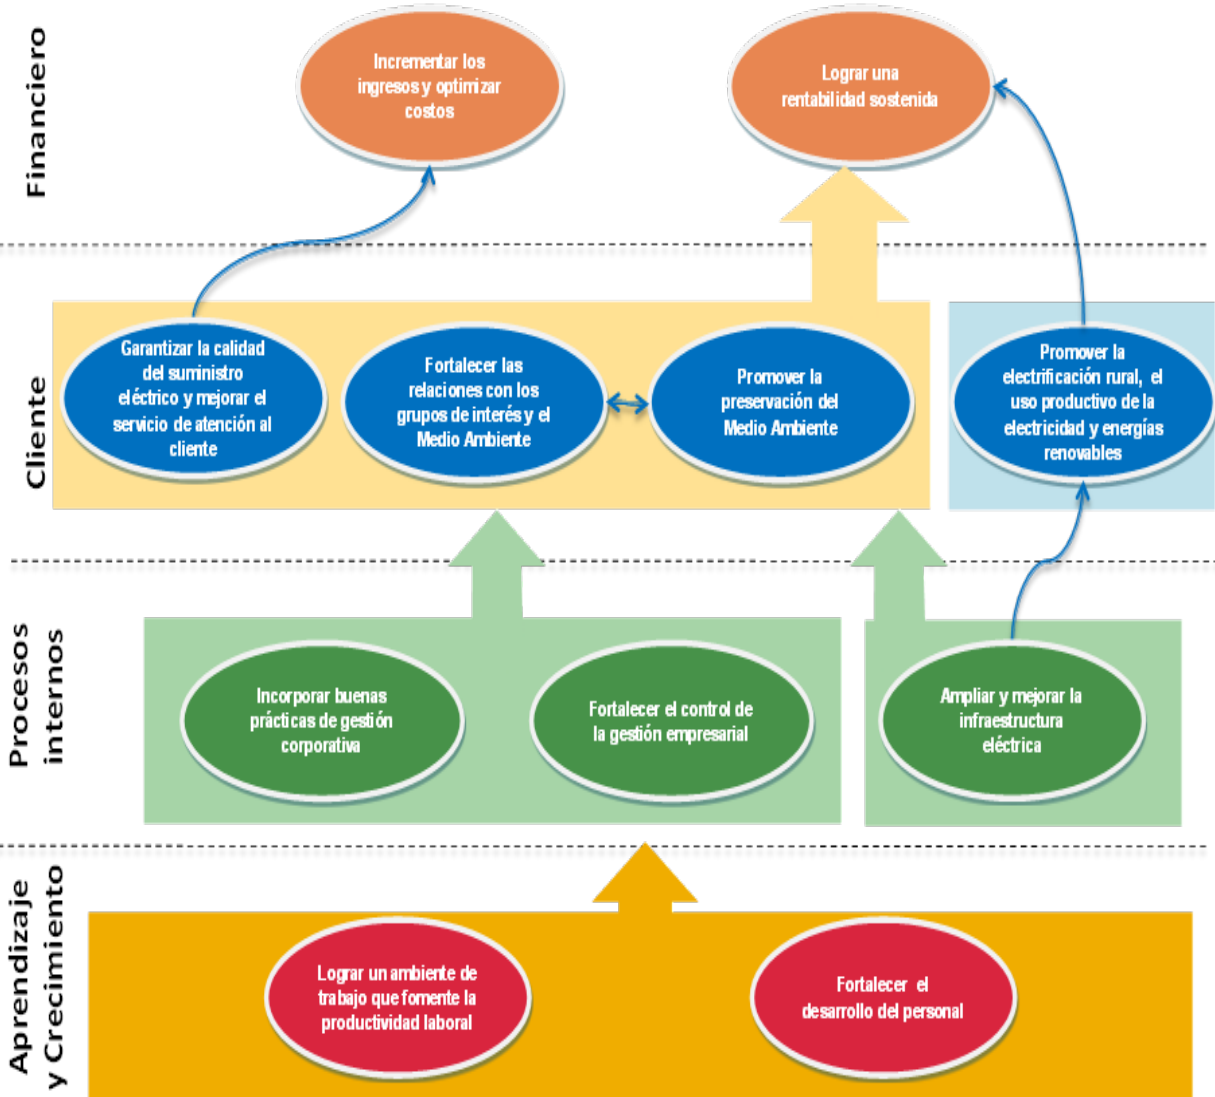 Financiero
Incrementar los
ingresos y optimizar
costos
Lograr una
rentabilidad sostenida
Cliente
Garantizar la calidad
del suministro
eléctrico y mejorar el
servicio de atención al
cliente
Fortalecer las
relaciones con los
grupos de interés y el
Medio Ambiente
Promover la
preservación del
Medio Ambiente
Promover la
electrificación rural, el
uso productivo de la
electricidad y energías
renovables
Procesos
internos
Incorporar buenas
prácticas de gestión
corporativa
Fortalecer el control de
la gestión empresarial
Ampliar y mejorar la
infraestructura
eléctrica
Aprendizaje
y Crecimiento
Lograr un ambiente de
trabajo que fomente la
productividad laboral
Fortalecer el
desarrollo del personal